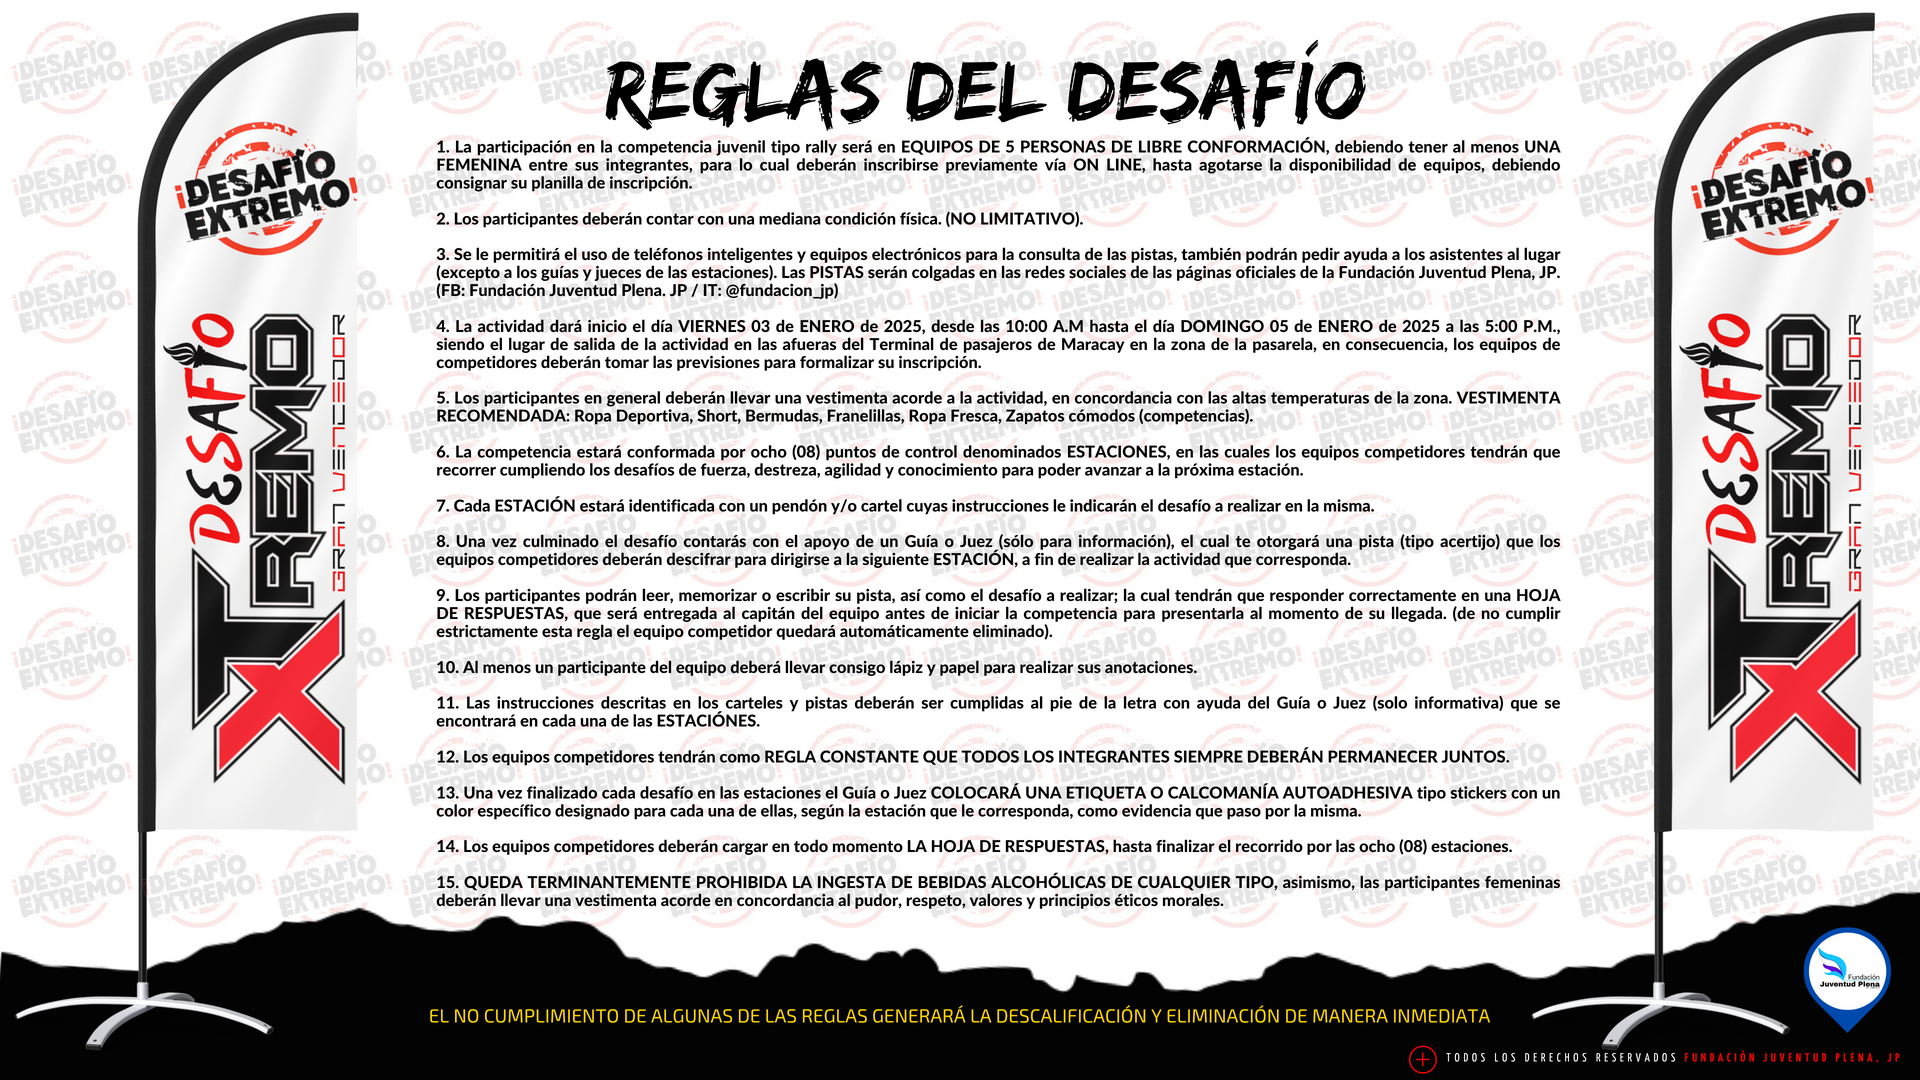 REGLAS DEL DESAFÍO
1. La participación en la competencia juvenil tipo rally será en EQUIPOS DE 5 PERSONAS DE LIBRE CONFORMACIÓN, debiendo tener al menos UNA
FEMENINA entre sus integrantes, para lo cual deberán inscribirse previamente vía ON LINE, hasta agotarse la disponibilidad de equipos, debiendo
consignar su planilla de inscripción.
2. Los participantes deberán contar con una mediana condición física. (NO LIMITATIVO).
3. Se le permitirá el uso de teléfonos inteligentes y equipos electrónicos para la consulta de las pistas, también podrán pedir ayuda a los asistentes al lugar
(excepto a los guías y jueces de las estaciones). Las PISTAS serán colgadas en las redes sociales de las páginas oficiales de la Fundación Juventud Plena, JP.
(FB: Fundación Juventud Plena. JP / IT: @fundacion_jp)
4. La actividad dará inicio el día VIERNES 03 de ENERO de 2025, desde las 10:00 A.M hasta el día DOMINGO 05 de ENERO de 2025 a las 5:00 P.M.,
siendo el lugar de salida de la actividad en las afueras del Terminal de pasajeros de Maracay en la zona de la pasarela, en consecuencia, los equipos de
competidores deberán tomar las previsiones para formalizar su inscripción.
5. Los participantes en general deberán llevar una vestimenta acorde a la actividad, en concordancia con las altas temperaturas de la zona. VESTIMENTA
RECOMENDADA: Ropa Deportiva, Short, Bermudas, Franelillas, Ropa Fresca, Zapatos cómodos (competencias).
6. La competencia estará conformada por ocho (08) puntos de control denominados ESTACIONES, en las cuales los equipos competidores tendrán que
recorrer cumpliendo los desafíos de fuerza, destreza, agilidad y conocimiento para poder avanzar a la próxima estación.
7. Cada ESTACIÓN estará identificada con un pendón y/o cartel cuyas instrucciones le indicarán el desafío a realizar en la misma.
8. Una vez culminado el desafío contarás con el apoyo de un Guía o Juez (sólo para información), el cual te otorgará una pista (tipo acertijo) que los
equipos competidores deberán descifrar para dirigirse a la siguiente ESTACIÓN, a fin de realizar la actividad que corresponda.
9. Los participantes podrán leer, memorizar o escribir su pista, así como el desafío a realizar; la cual tendrán que responder correctamente en una HOJA
DE RESPUESTAS, que será entregada al capitán del equipo antes de iniciar la competencia para presentarla al momento de su llegada. (de no cumplir
estrictamente esta regla el equipo competidor quedará automáticamente eliminado).
10. Al menos un participante del equipo deberá llevar consigo lápiz y papel para realizar sus anotaciones.
11. Las instrucciones descritas en los carteles y pistas deberán ser cumplidas al pie de la letra con ayuda del Guía o Juez (solo informativa) que se
encontrará en cada una de las ESTACIÓNES.
12. Los equipos competidores tendrán como REGLA CONSTANTE QUE TODOS LOS INTEGRANTES SIEMPRE DEBERÁN PERMANECER JUNTOS.
13. Una vez finalizado cada desafío en las estaciones el Guía o Juez COLOCARÁ UNA ETIQUETA O CALCOMANÍA AUTOADHESIVA tipo stickers con un
color específico designado para cada una de ellas, según la estación que le corresponda, como evidencia que paso por la misma.
14. Los equipos competidores deberán cargar en todo momento LA HOJA DE RESPUESTAS, hasta finalizar el recorrido por las ocho (08) estaciones.
15. QUEDA TERMINANTEMENTE PROHIBIDA LA INGESTA DE BEBIDAS ALCOHÓLICAS DE CUALQUIER TIPO, asimismo, las participantes femeninas
deberán llevar una vestimenta acorde en concordancia al pudor, respeto, valores y principios éticos morales.
EL NO CUMPLIMIENTO DE ALGUNAS DE LAS REGLAS GENERARÁ LA DESCALIFICACIÓN Y ELIMINACIÓN DE MANERA INMEDIATA
TODOS LOS DERECHOS RESERVADOS FUNDACIÓN JUVENTUD PLENA, JP
¡DESAFÍO
EXTREMO!
DESAFÍO
XTREMO
GRAN VENCEDOR
¡DESAFÍO
EXTREMO!
DESAFÍO
XTREMO
GRAN VENCEDOR
Fundación
Juventud Plena